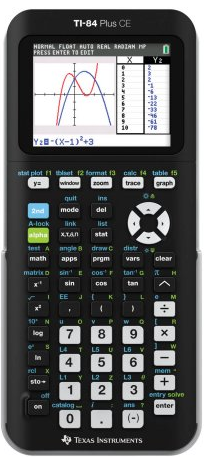 TI-84 Plus CE
NORMAL FLOAT AUTO REAL RADIAN MP
PRESS ENTER TO EDIT
X Y2
0 2
1 3
2 2
3 -1
4 -6
5 -13
6 -22
7 -33
8 -46
9 -61
10 -78
Y2=-(X-1)²+3
stat plot f1 tblset f2 format f3 calc f4 table f5
y= window zoom trace graph
quit ins
2nd mode del
A-lock link list
alpha X,T,θ,n stat
test A angle B draw C distr
math apps prgm vars clear
matrix D sin⁻¹ E cos⁻¹ F tan⁻¹ G π H
x⁻¹ sin cos tan ^
√ I EE J { K } L e M
x² , ( ) ÷
10ˣ N u O v P w Q [ R
log 7 8 9 ×
eˣ S L4 T L5 U L6 V ] W
ln 4 5 6 −
rcl X L1 Y L2 Z L3 θ mem "
sto→ 1 2 3 +
off catalog i : ans ? entry solve
on 0 . (-) enter
TEXAS INSTRUMENTS